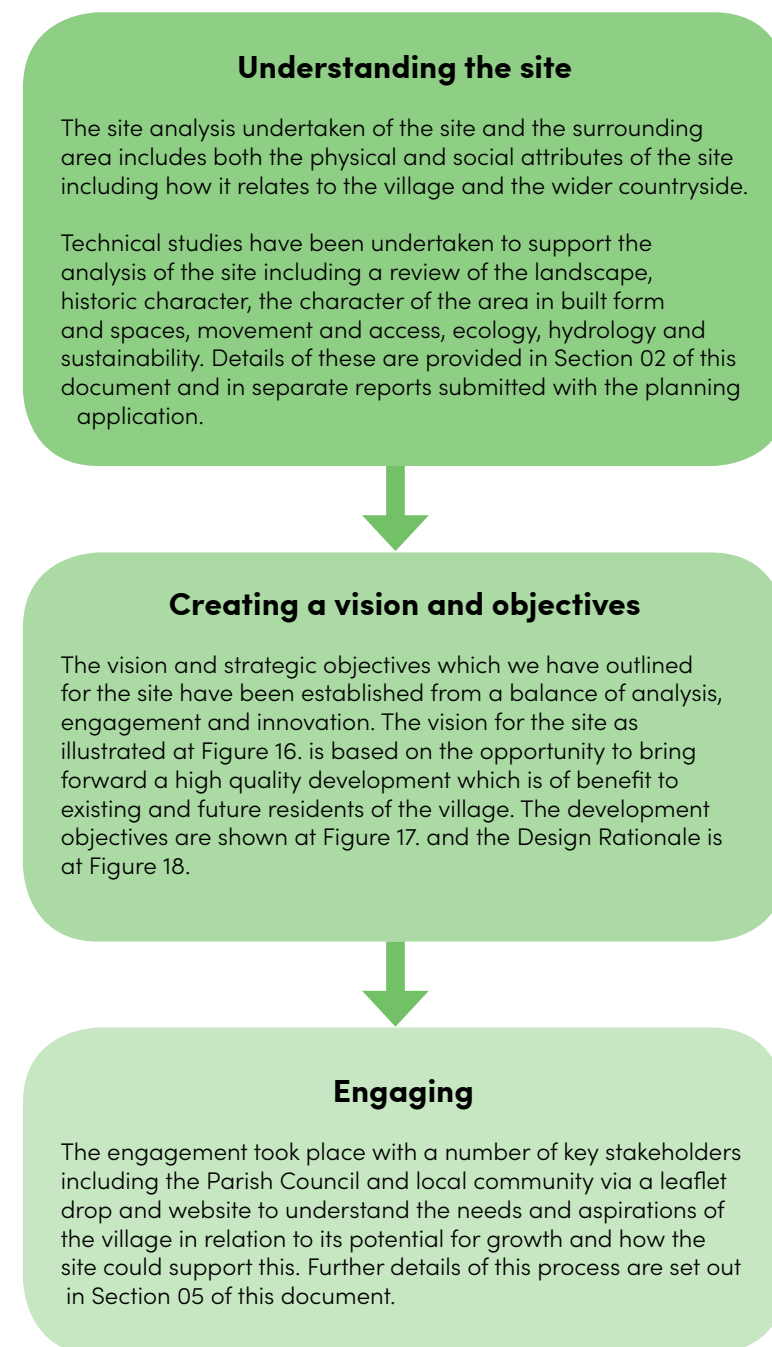 Understanding the site
The site analysis undertaken of the site and the surrounding
area includes both the physical and social attributes of the site
including how it relates to the village and the wider countryside.
Technical studies have been undertaken to support the
analysis of the site including a review of the landscape,
historic character, the character of the area in built form
and spaces, movement and access, ecology, hydrology and
sustainability. Details of these are provided in Section 02 of this
document and in separate reports submitted with the planning
application.
Creating a vision and objectives
The vision and strategic objectives which we have outlined
for the site have been established from a balance of analysis,
engagement and innovation. The vision for the site as
illustrated at Figure 16. is based on the opportunity to bring
forward a high quality development which is of benefit to
existing and future residents of the village. The development
objectives are shown at Figure 17. and the Design Rationale is
at Figure 18.
Engaging
The engagement took place with a number of key stakeholders
including the Parish Council and local community via a leaflet
drop and website to understand the needs and aspirations of
the village in relation to its potential for growth and how the
site could support this. Further details of this process are set out
in Section 05 of this document.